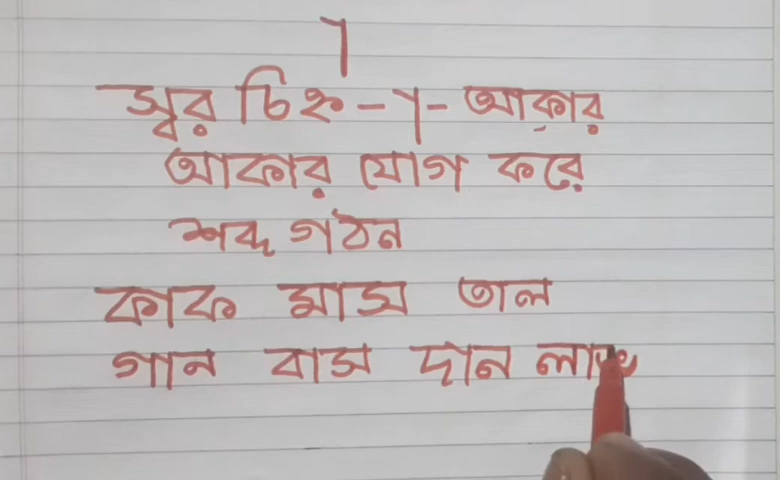 া
স্বর চিহ্ন - া - আকার
আকার যোগ করে
শব্দ গঠন
কাক মাস তাল
গান বাস দান